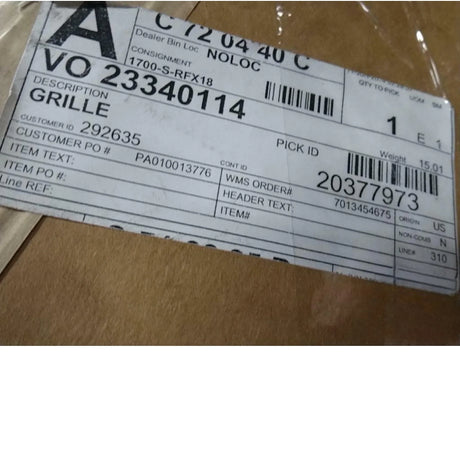 A
C 72 04 40 C
Dealer Bin Loc NOLOC
CONSIGNMENT
1700-S-RFX18
QTY TO PICK UOM SM
1 E 1
VO 23340114
DESCRIPTION
GRILLE
PICK ID
Weight 15.01
20377973
CUSTOMER ID 292635
CUSTOMER PO # PA010013776
CONT ID
ITEM TEXT:
WMS ORDER# 7013454675
ITEM PO #:
HEADER TEXT:
Line REF:
ITEM#
ORIGIN US
NON-CONV N
LINE# 310